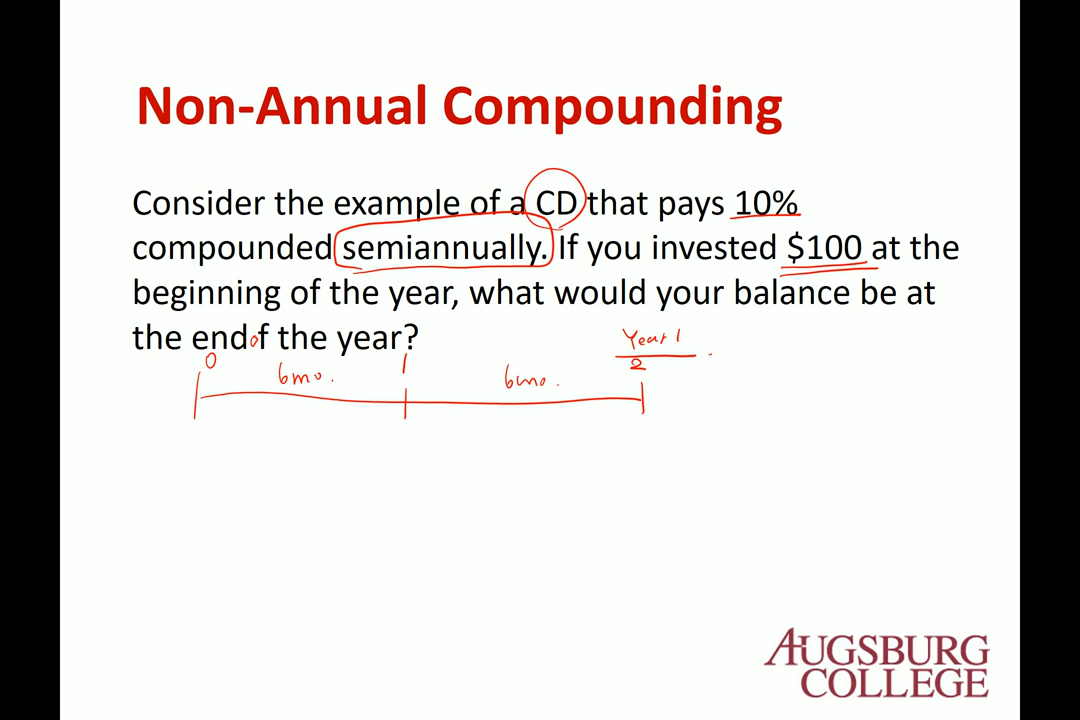 Non-Annual Compounding
Consider the example of a CD that pays 10%
compounded semiannually. If you invested $100 at the
beginning of the year, what would your balance be at
the end of the year?
Year 1
0 1 2
6mo. 6mo.
AUGSBURG
COLLEGE